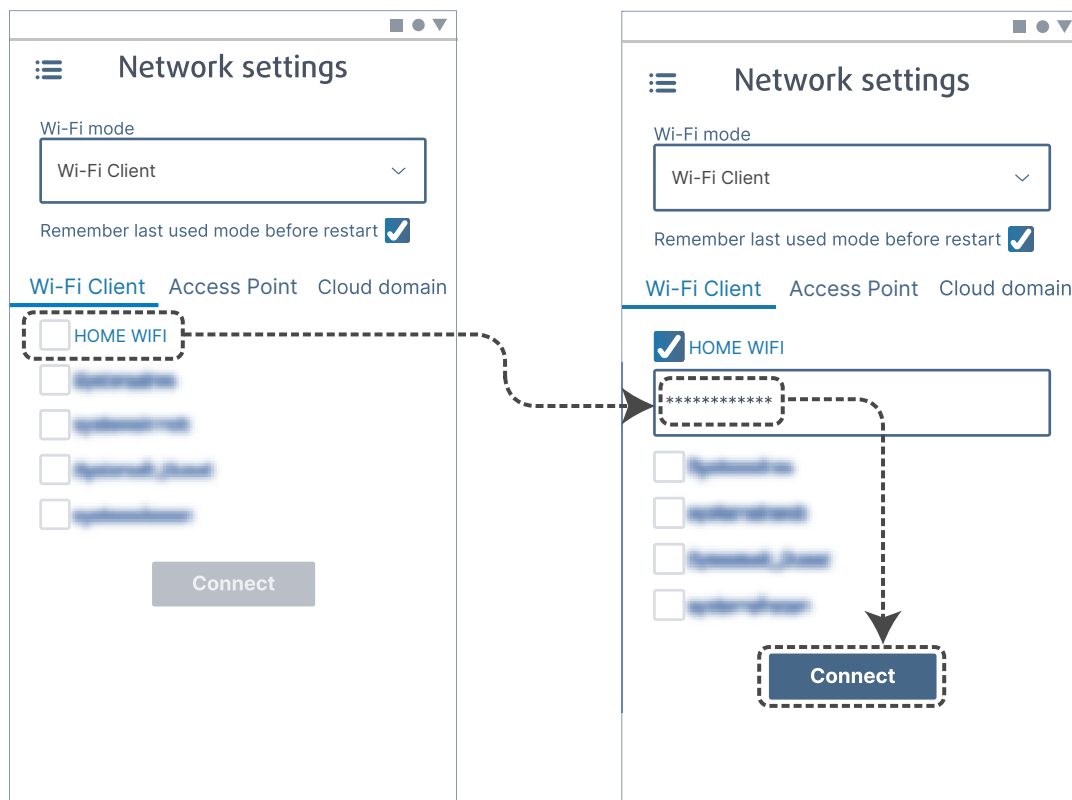 Network settings
Wi-Fi mode
Wi-Fi Client
Remember last used mode before restart
Wi-Fi Client Access Point Cloud domain
HOME WIFI
Connect
Network settings
Wi-Fi mode
Wi-Fi Client
Remember last used mode before restart
Wi-Fi Client Access Point Cloud domain
HOME WIFI
************
Connect